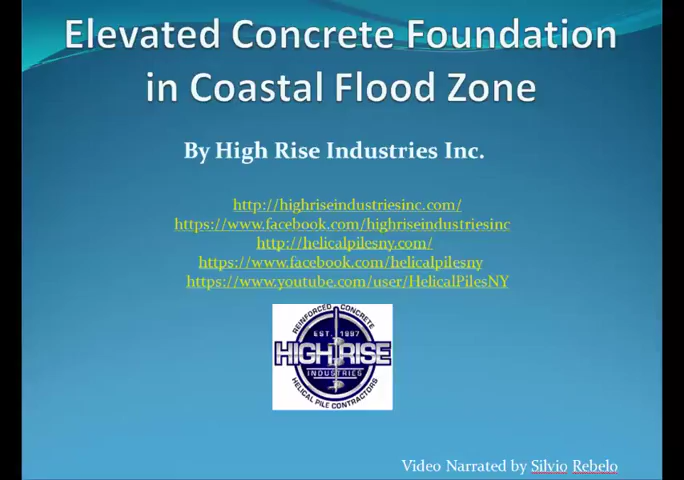 Elevated Concrete Foundation
in Coastal Flood Zone
By High Rise Industries Inc.
http://highriseindustriesinc.com/
https://www.facebook.com/highriseindustriesinc
http://helicalpilesny.com/
https://www.facebook.com/helicalpilesny
https://www.youtube.com/user/HelicalPilesNY
REINFORCED CONCRETE
EST. 1997
HIGH RISE
INDUSTRIES
HELICAL PILE CONTRACTORS
Video Narrated by Silvio Rebelo